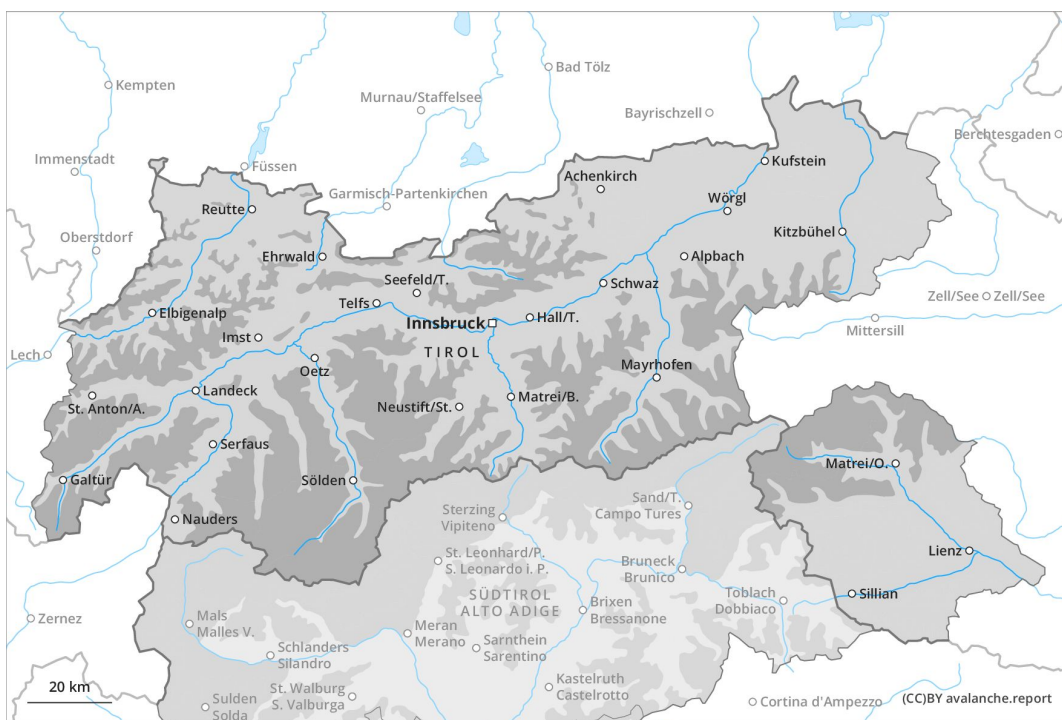 Kempten
Bad Tölz
Murnau/Staffelsee
Bayrischzell
Berchtesgaden
Immenstadt
Füssen
Kufstein
Achenkirch
Garmisch-Partenkirchen
Reutte
Wörgl
Kitzbühel
Oberstdorf
Ehrwald
Alpbach
Seefeld/T.
Schwaz
Zell/See
Zell/See
Telfs
Elbigenalp
Innsbruck
Hall/T.
Mittersill
Imst
TIROL
Lech
Oetz
Mayrhofen
Landeck
St. Anton/A.
Neustift/St.
Matrei/B.
Serfaus
Matrei/O.
Galtür
Sölden
Sand/T.
Campo Tures
Sterzing
Vipiteno
Nauders
Lienz
St. Leonhard/P.
S. Leonardo i. P.
Bruneck
Brunico
SÜDTIROL
ALTO ADIGE
Toblach
Dobbiaco
Sillian
Brixen
Bressanone
Zernez
Mals
Malles V.
Meran
Merano
Sarnthein
Sarentino
Schlanders
Silandro
20 km
St. Walburg
S. Valburga
Kastelruth
Castelrotto
Sulden
Solda
Cortina d'Ampezzo
(CC)BY avalanche.report